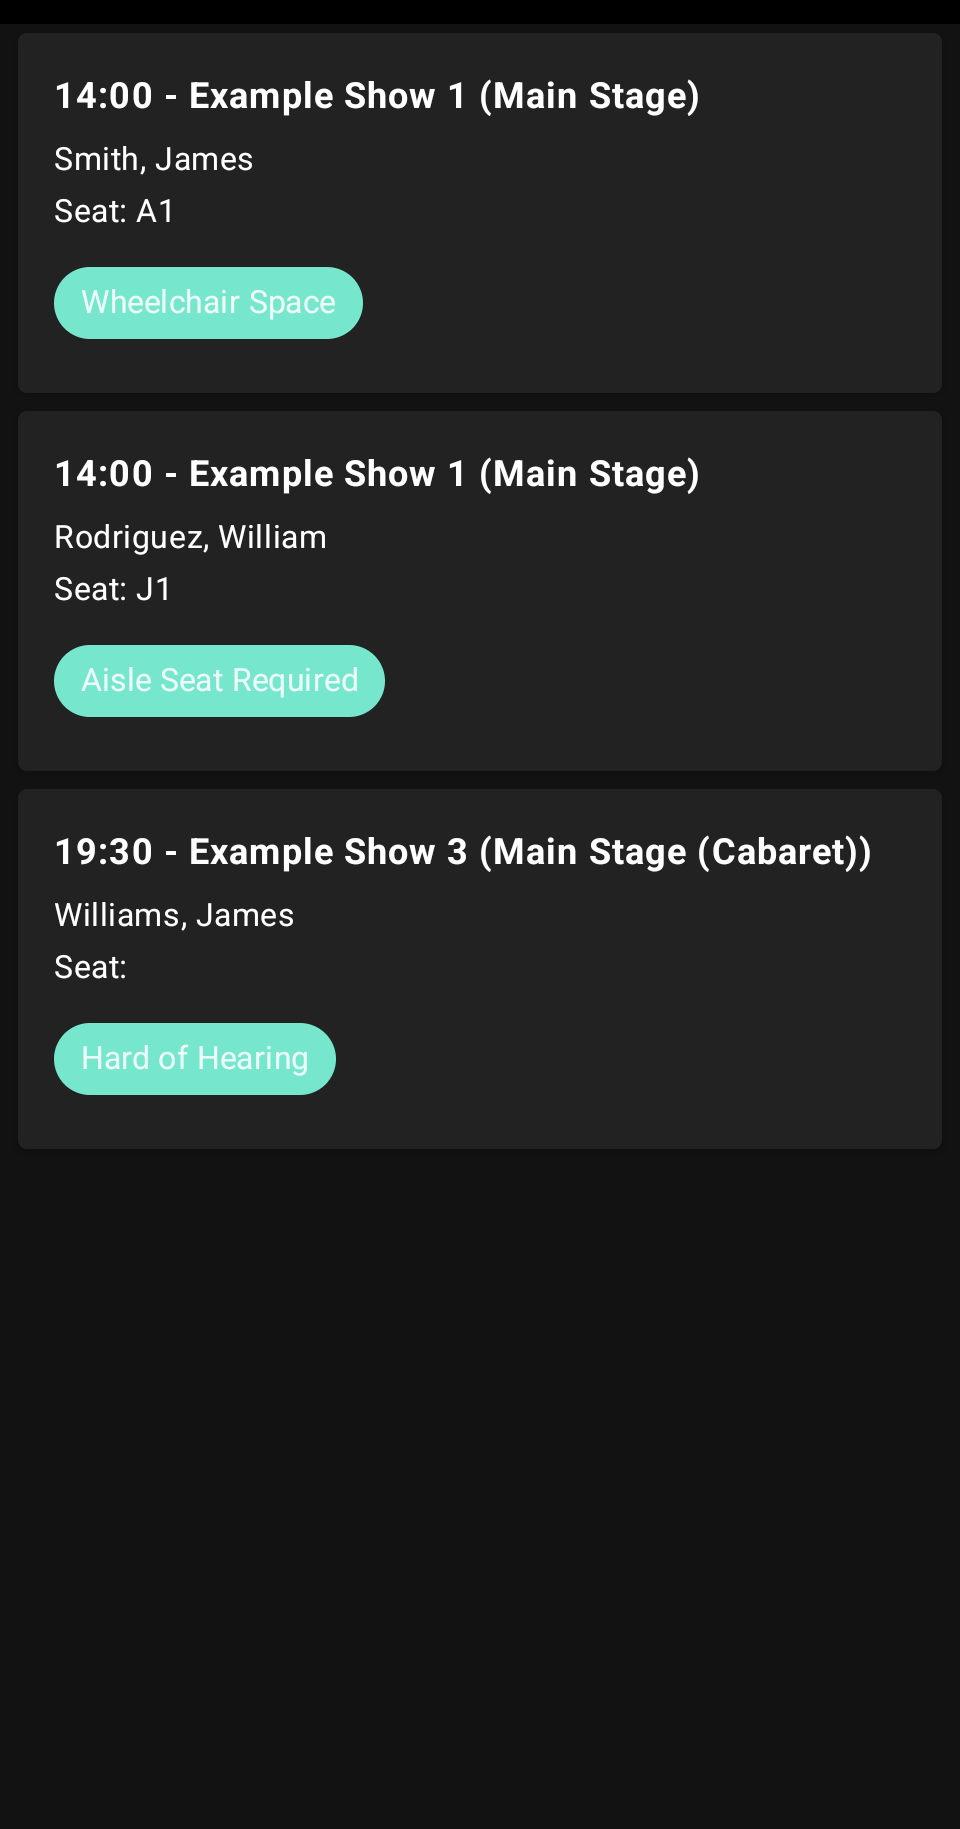 14:00 - Example Show 1 (Main Stage)
Smith, James
Seat: A1
Wheelchair Space
14:00 - Example Show 1 (Main Stage)
Rodriguez, William
Seat: J1
Aisle Seat Required
19:30 - Example Show 3 (Main Stage (Cabaret))
Williams, James
Seat:
Hard of Hearing